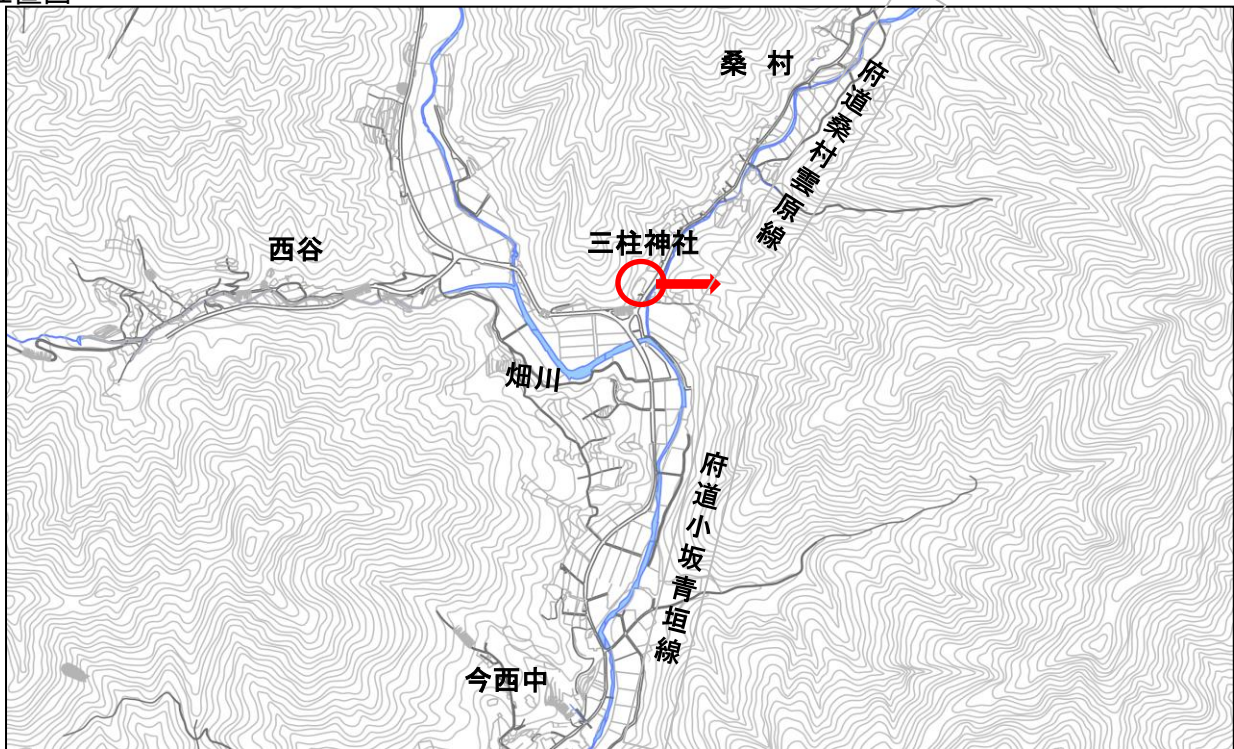 桑 村
府道桑村雲原線
三柱神社
西谷
畑川
府道小坂青垣線
今西中